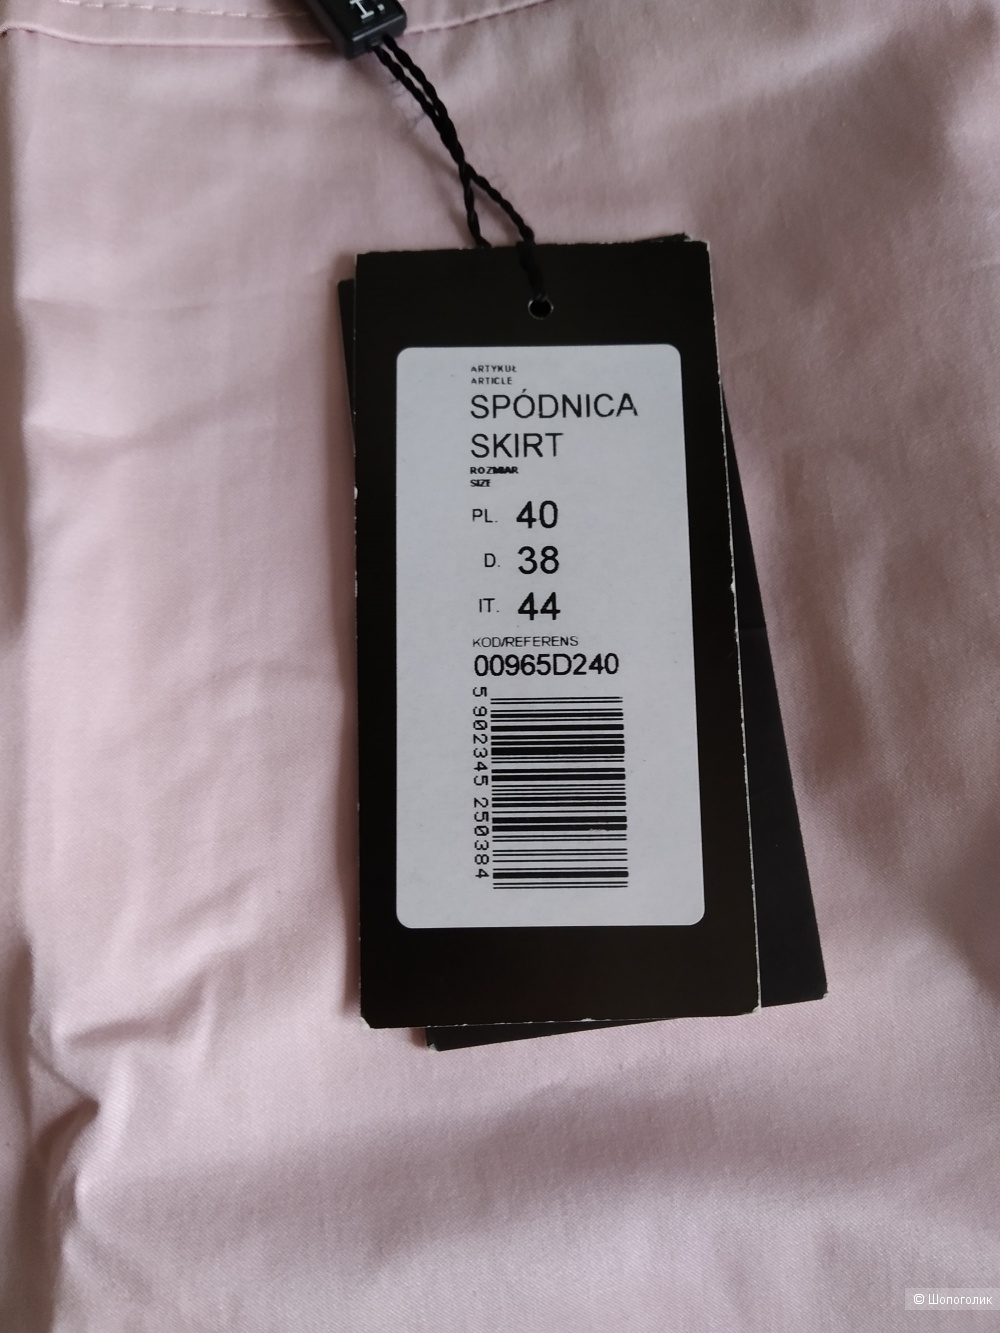 ARTYKUŁ
ARTICLE
SPÓDNICA
SKIRT
ROZMIAR
SIZE
PL. 40
D. 38
IT. 44
KOD/REFERENS
00965D240
5 902345 250384
© Шопоголик